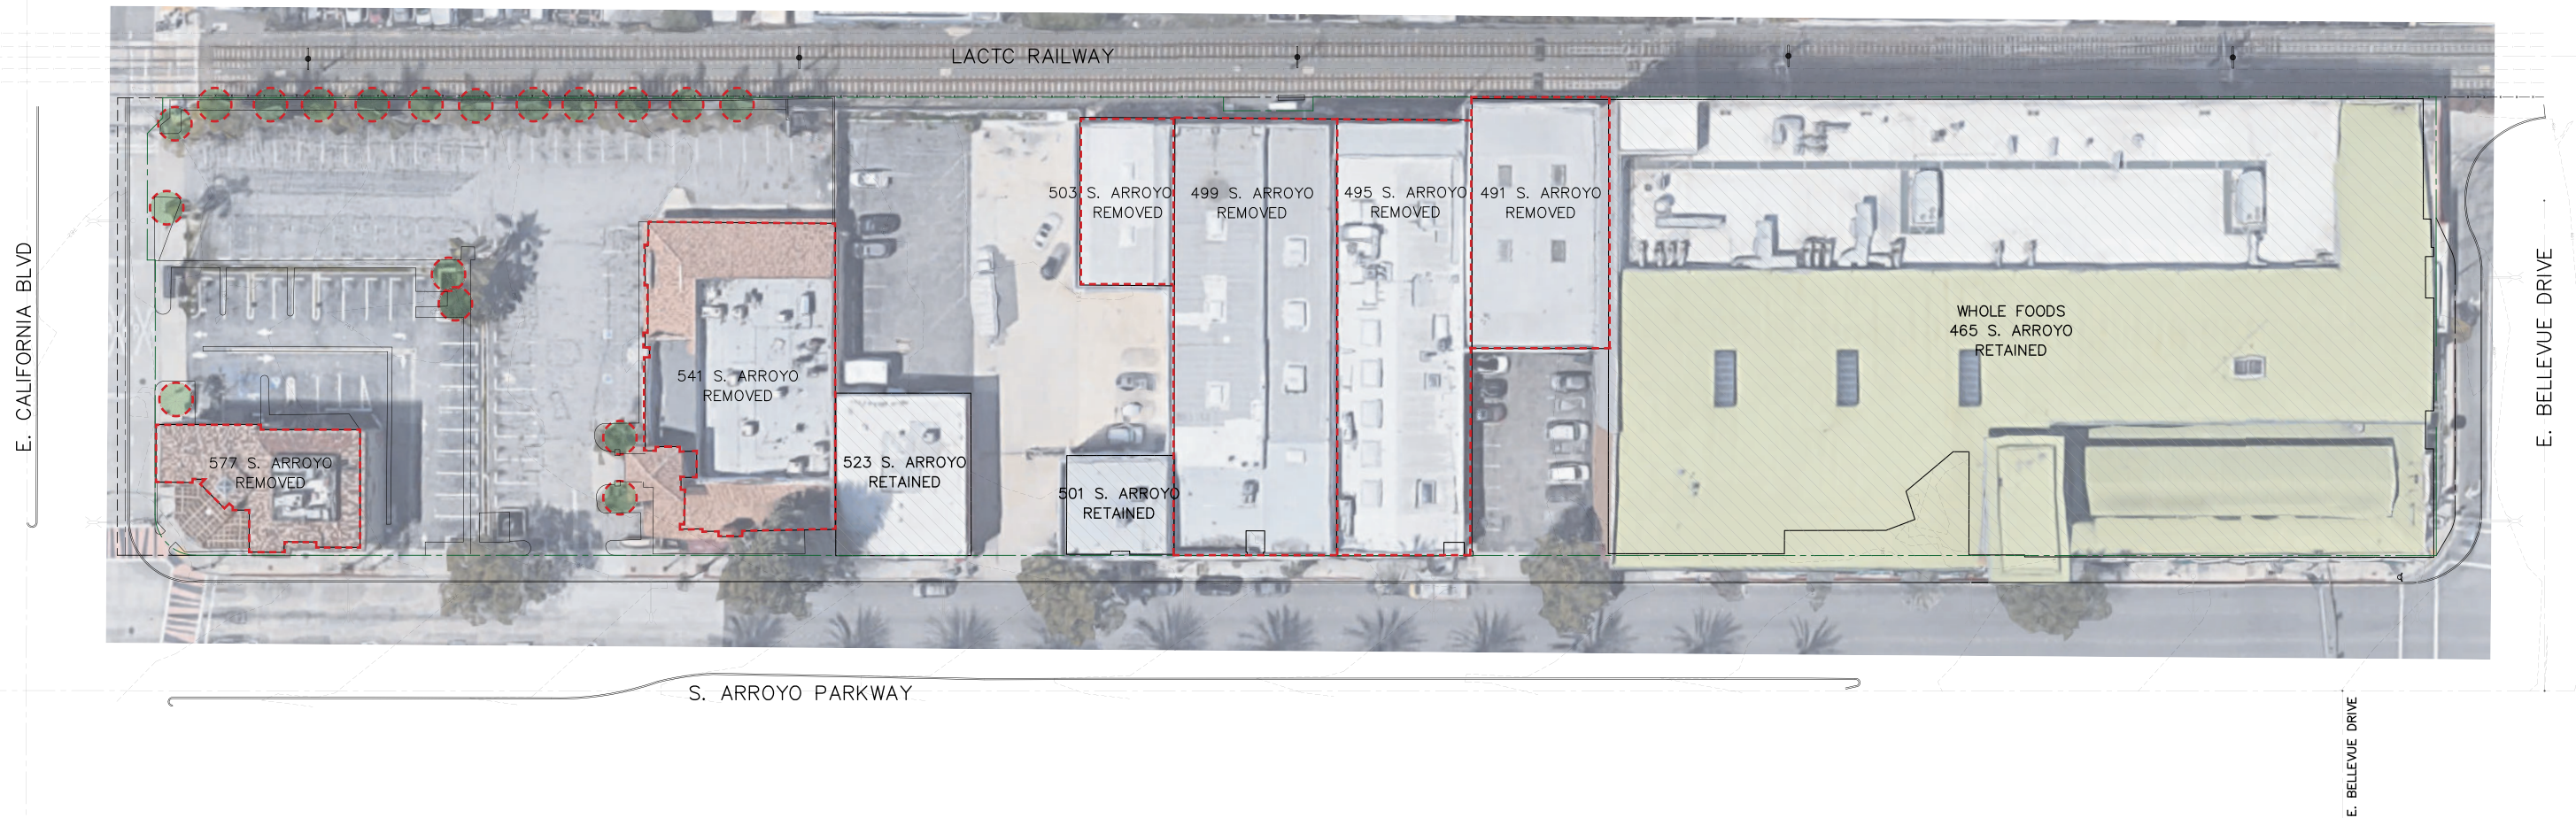 LACTC RAILWAY
E. CALIFORNIA BLVD
503 S. ARROYO
REMOVED
499 S. ARROYO
REMOVED
495 S. ARROYO
REMOVED
491 S. ARROYO
REMOVED
WHOLE FOODS
465 S. ARROYO
RETAINED
E. BELLEVUE DRIVE
541 S. ARROYO
REMOVED
577 S. ARROYO
REMOVED
523 S. ARROYO
RETAINED
501 S. ARROYO
RETAINED
S. ARROYO PARKWAY
E. BELLEVUE DRIVE